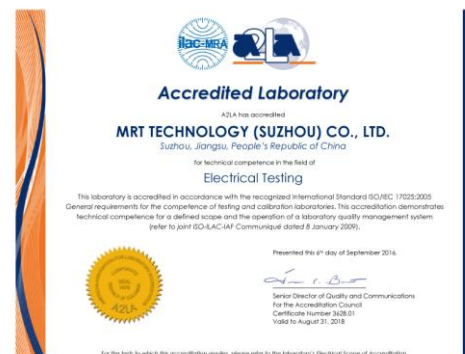 ilac-MRA
A2LA
Accredited Laboratory
A2LA has accredited
MRT TECHNOLOGY (SUZHOU) CO., LTD.
Suzhou, Jiangsu, People's Republic of China
for technical competence in the field of
Electrical Testing
This laboratory is accredited in accordance with the recognized International Standard ISO/IEC 17025:2005
General requirements for the competence of testing and calibration laboratories. This accreditation demonstrates
technical competence for a defined scope and the operation of a laboratory quality management system
(refer to joint ISO-ILAC-IAF Communiqué dated 8 January 2009).
Presented this 6th day of September 2016.
Senior Director of Quality and Communications
For the Accreditation Council
Certificate Number 3628.01
Valid to August 31, 2018
SEAL
1978
A2LA
For the tests to which this accreditation applies, please refer to the laboratory's Electrical Scope of Accreditation.